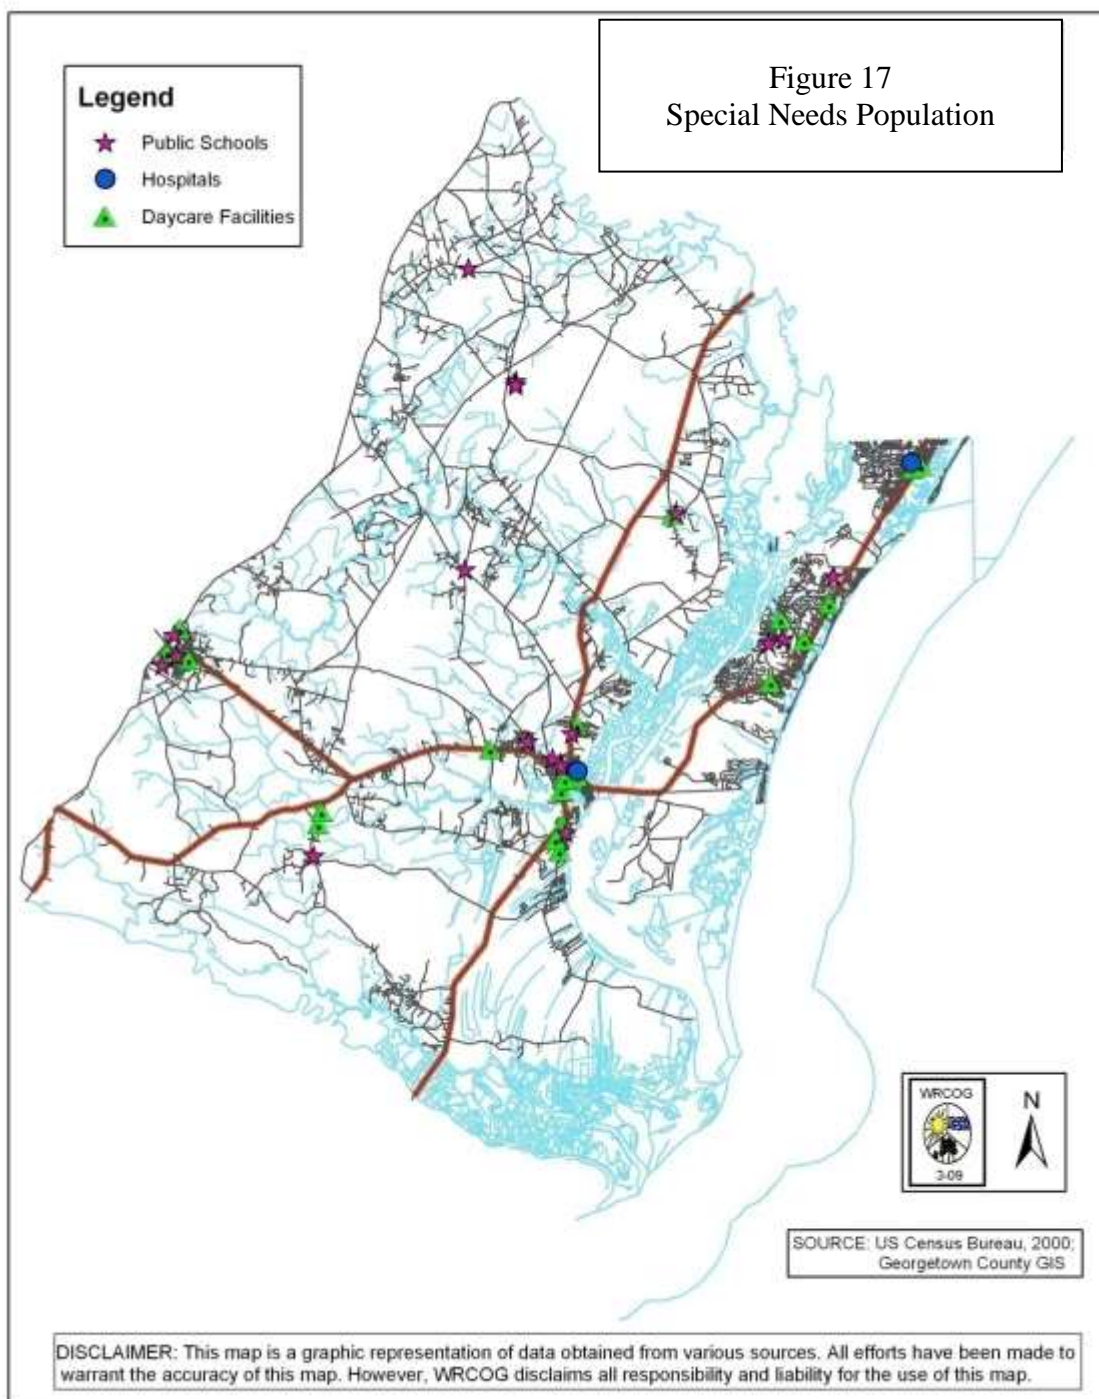 Figure 17
Special Needs Population
Legend
Public Schools
Hospitals
Daycare Facilities
WRCOG
3-09
N
SOURCE: US Census Bureau, 2000;
Georgetown County GIS
DISCLAIMER: This map is a graphic representation of data obtained from various sources. All efforts have been made to
warrant the accuracy of this map. However, WRCOG disclaims all responsibility and liability for the use of this map.